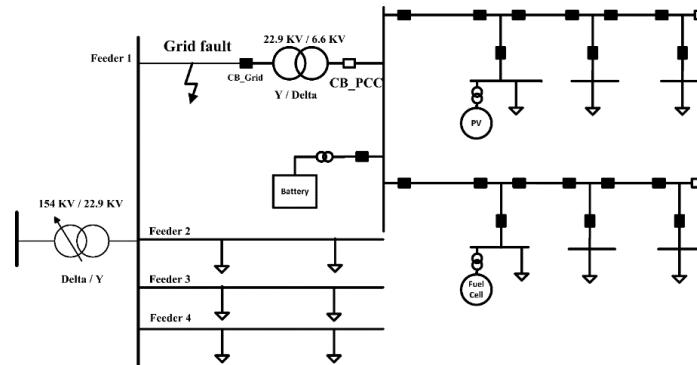 Feeder 1
Grid fault
CB_Grid
22.9 KV / 6.6 KV
Y / Delta
CB_PCC
PV
Battery
154 KV / 22.9 KV
Delta / Y
Feeder 2
Feeder 3
Feeder 4
Fuel
Cell